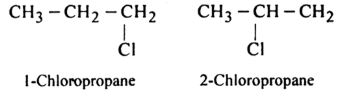 CH₃ – CH₂ – CH₂ CH₃ – CH – CH₂
| |
Cl Cl
1-Chloropropane 2-Chloropropane